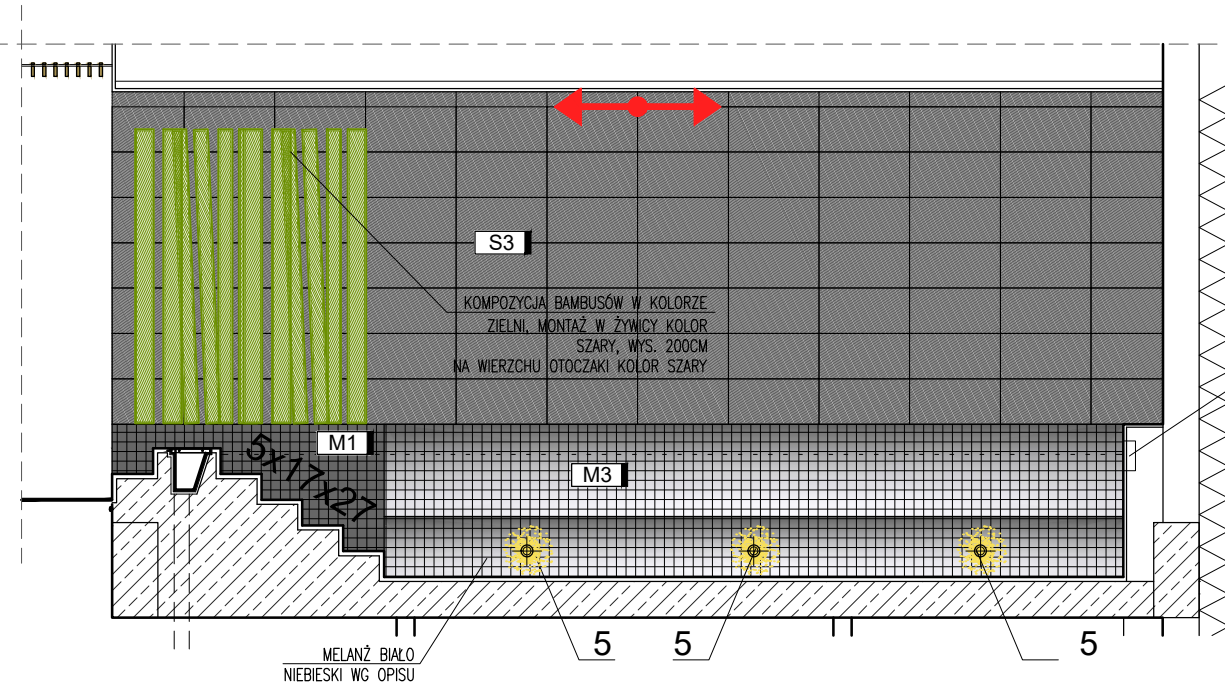 S3
KOMPOZYCJA BAMBUSÓW W KOLORZE
ZIELNI, MONTAŻ W ŻYWICY KOLOR
SZARY, WYS. 200CM
NA WIERZCHU OTOCZAKI KOLOR SZARY
M1
5x17x27
M3
5
5
5
MELANŻ BIAŁO
NIEBIESKI WG OPISU